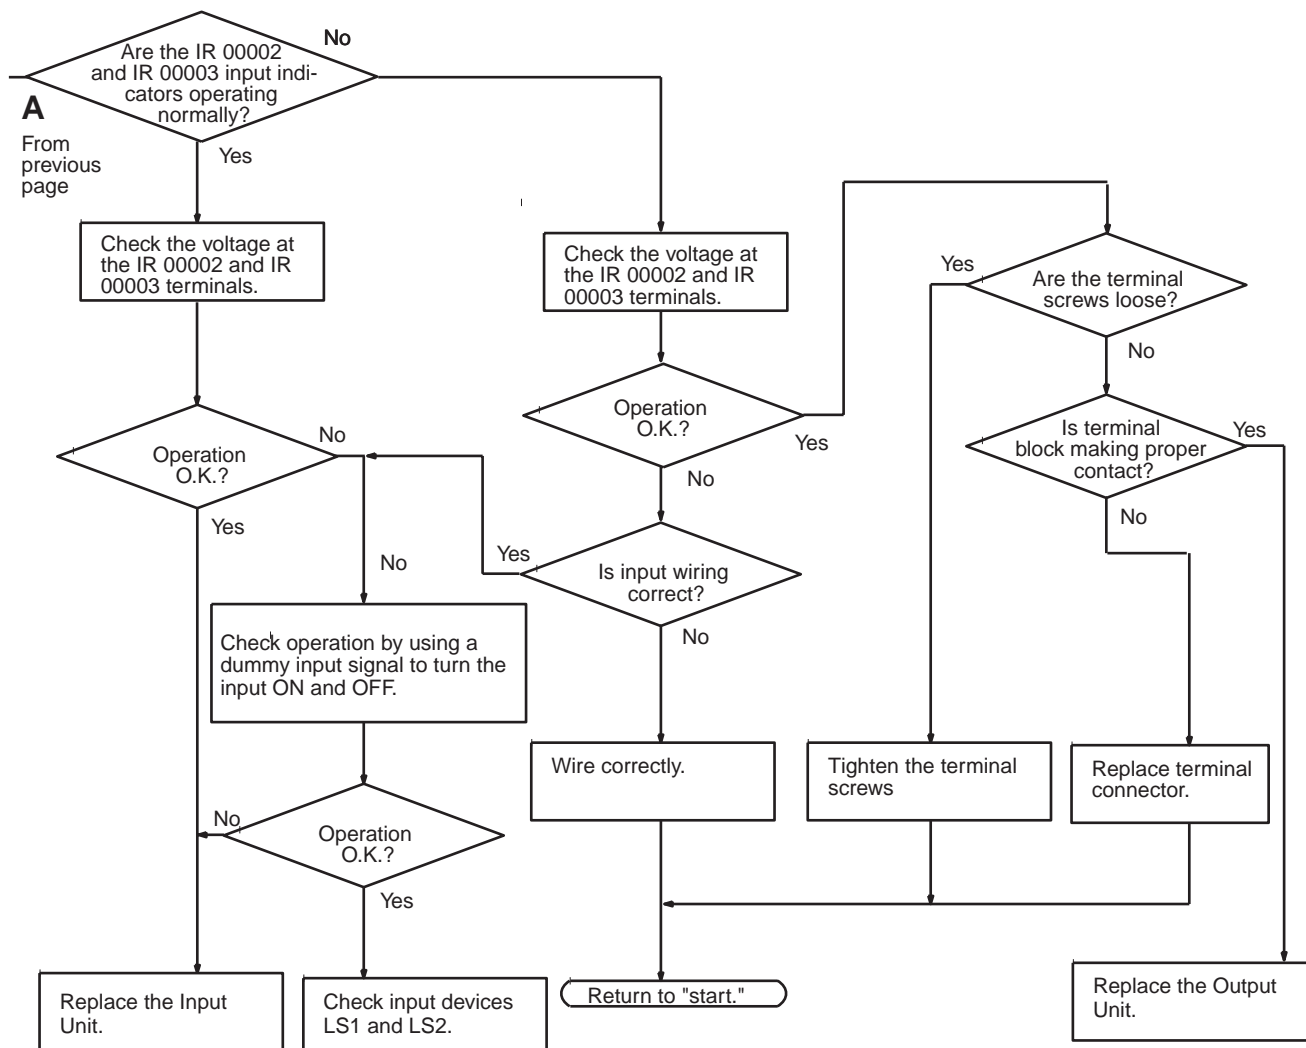 No
Are the IR 00002
and IR 00003 input indi-
cators operating
normally?
A
From
previous
page
Yes
Check the voltage at
the IR 00002 and IR
00003 terminals.
Check the voltage at
the IR 00002 and IR
00003 terminals.
Yes
Are the terminal
screws loose?
No
Operation
O.K.?
Yes
No
Is terminal
block making proper
contact?
Yes
No
Operation
O.K.?
No
Yes
No
Yes
Is input wiring
correct?
No
Check operation by using a
dummy input signal to turn the
input ON and OFF.
Wire correctly.
Tighten the terminal
screws
Replace terminal
connector.
No
Operation
O.K.?
Yes
Replace the Input
Unit.
Check input devices
LS1 and LS2.
Return to "start."
Replace the Output
Unit.